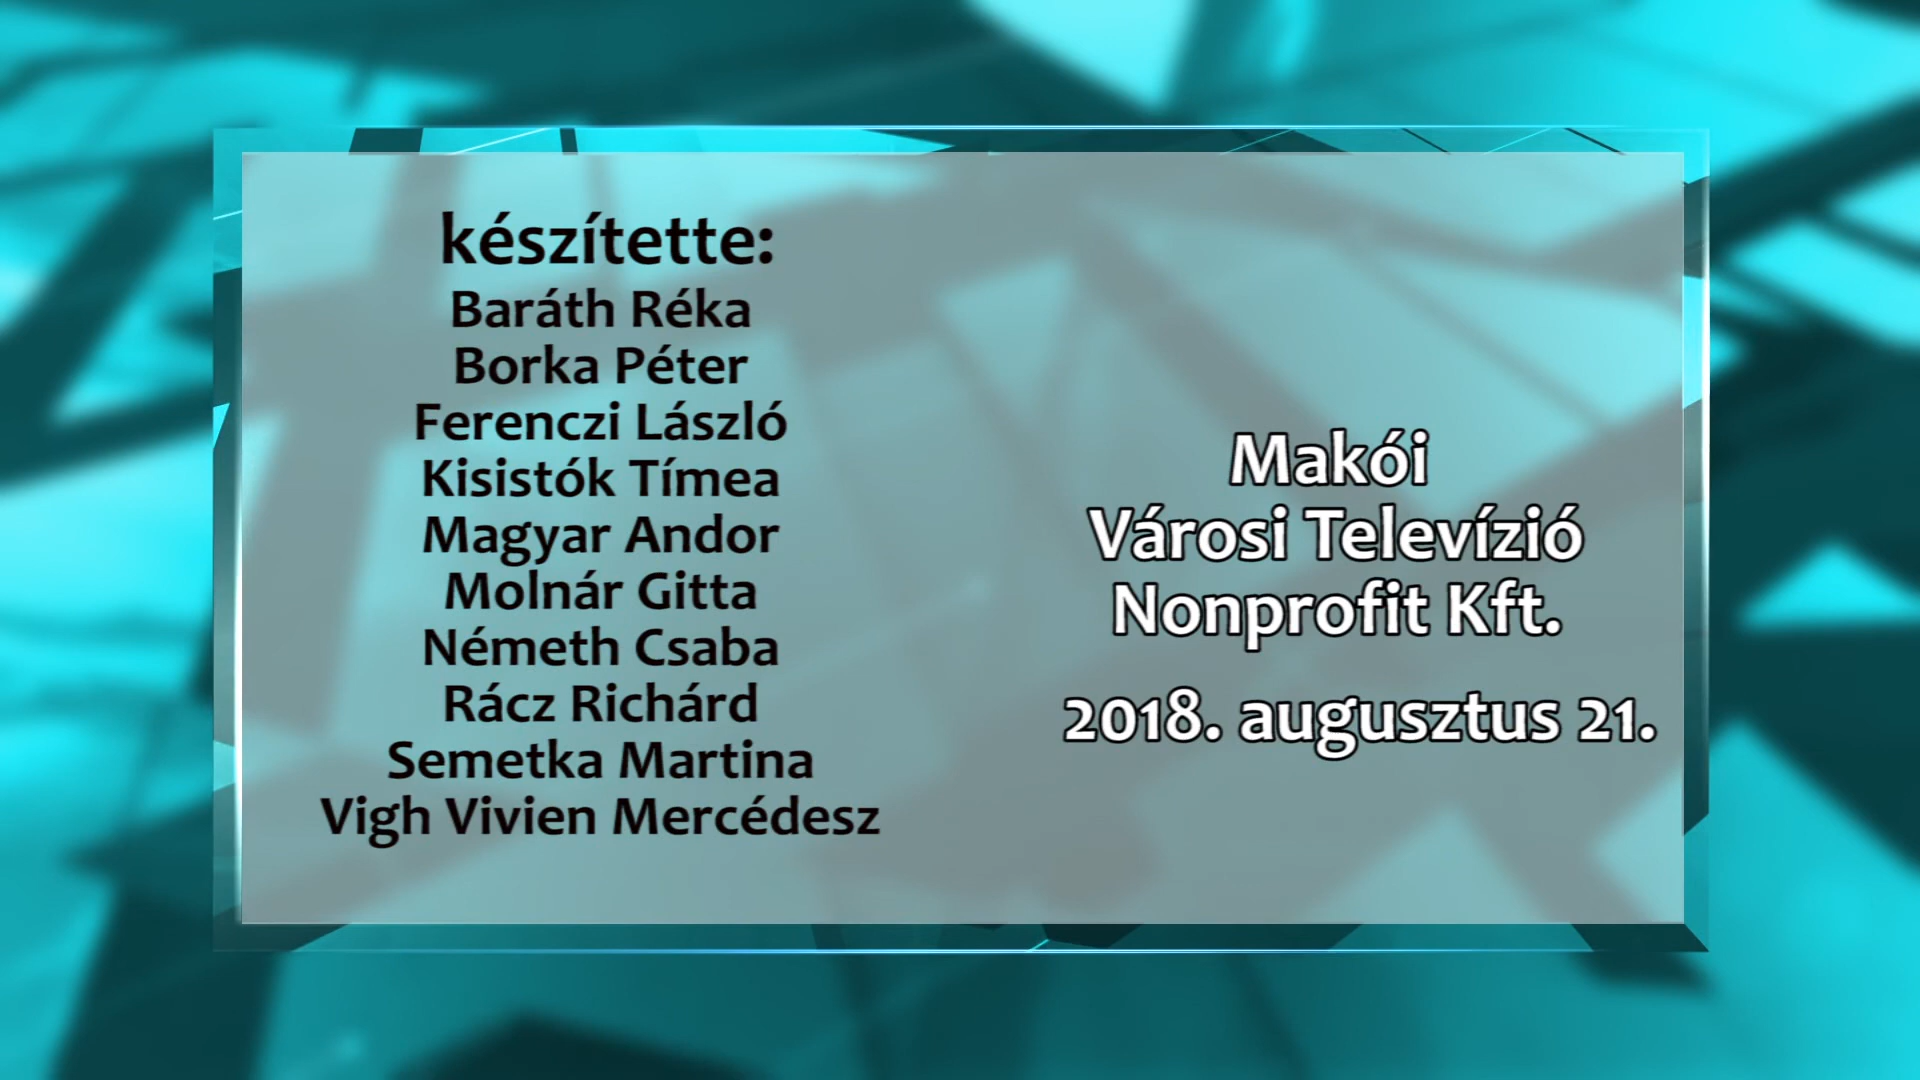 készítette:
Baráth Réka
Borka Péter
Ferenczi László
Kisistók Tímea
Magyar Andor
Molnár Gitta
Németh Csaba
Rácz Richárd
Semetka Martina
Vigh Vivien Mercédesz
Makói
Városi Televízió
Nonprofit Kft.
2018. augusztus 21.